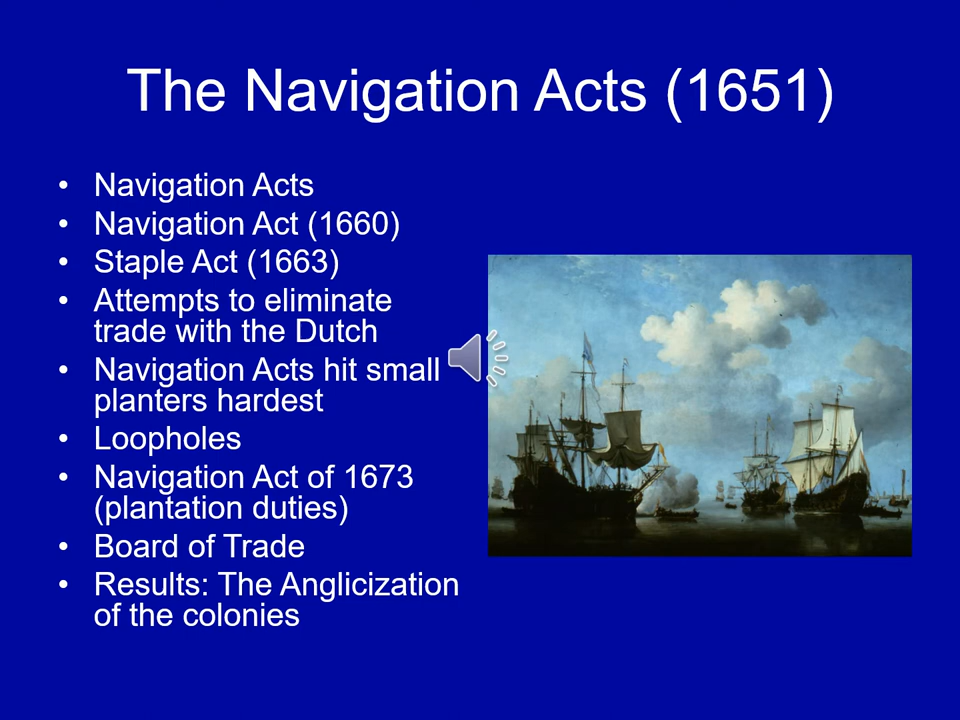 The Navigation Acts (1651)
• Navigation Acts
• Navigation Act (1660)
• Staple Act (1663)
• Attempts to eliminate
trade with the Dutch
• Navigation Acts hit small
planters hardest
• Loopholes
• Navigation Act of 1673
(plantation duties)
• Board of Trade
• Results: The Anglicization
of the colonies